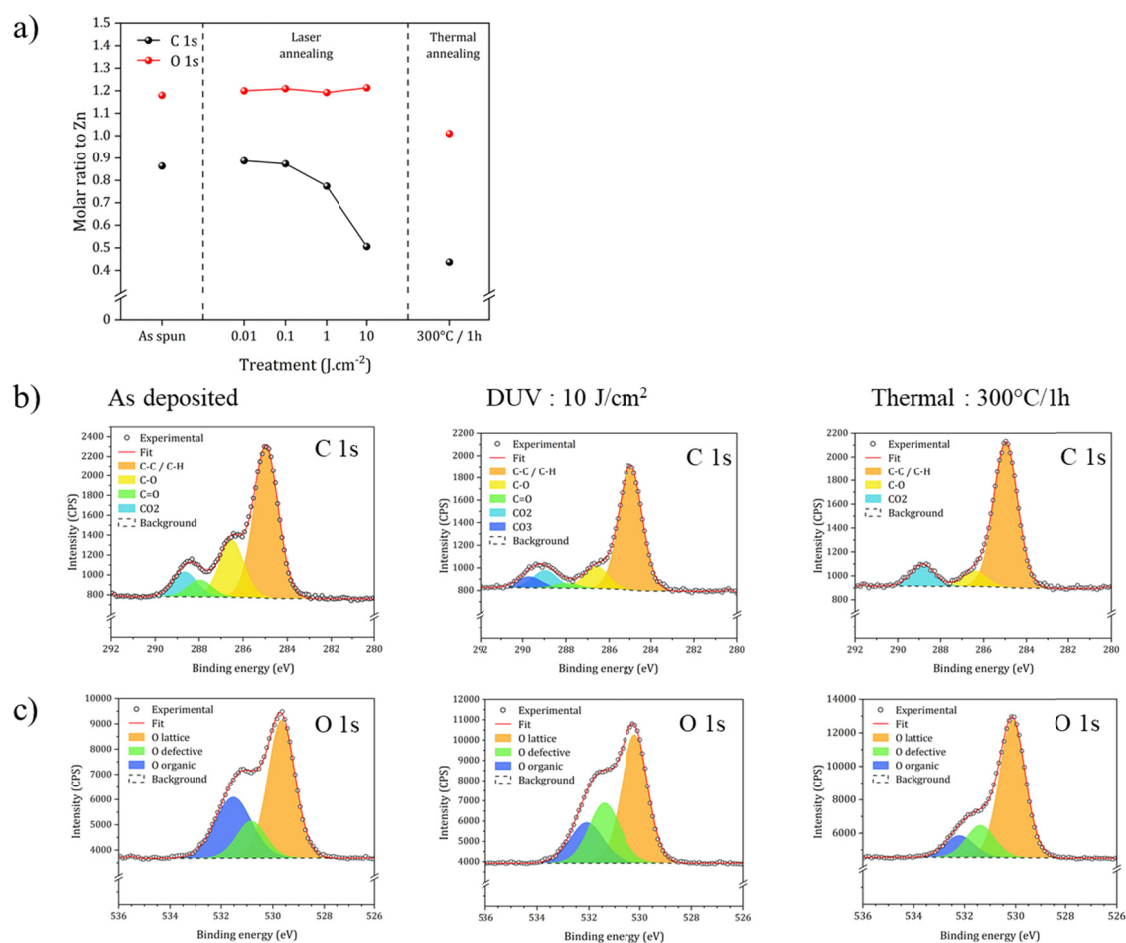 a)
1.5
1.4
1.3
1.2
1.1
1.0
0.9
0.8
0.7
0.6
0.5
0.4
0
Molar ratio to Zn
C 1s
O 1s
Laser
annealing
Thermal
annealing
As spun
0.01
0.1
1
10
300°C / 1h
Treatment (J.cm⁻²)
b)
As deposited
DUV : 10 J/cm²
Thermal : 300°C/1h
2400
2200
2000
1800
1600
1400
1200
1000
800
Intensity (CPS)
Experimental
Fit
C-C / C-H
C-O
C=O
CO2
Background
C 1s
292 290 288 286 284 282 280
Binding energy (eV)
2200
2000
1800
1600
1400
1200
1000
800
Intensity (CPS)
Experimental
Fit
C-C / C-H
C-O
C=O
CO2
CO3
Background
C 1s
292 290 288 286 284 282 280
Binding energy (eV)
2200
2000
1800
1600
1400
1200
1000
800
Intensity (CPS)
Experimental
Fit
C-C / C-H
C-O
CO2
Background
C 1s
292 290 288 286 284 282 280
Binding energy (eV)
c)
10000
9000
8000
7000
6000
5000
4000
Intensity (CPS)
Experimental
Fit
O lattice
O defective
O organic
Background
O 1s
536 534 532 530 528 526
Binding energy (eV)
12000
11000
10000
9000
8000
7000
6000
5000
4000
Intensity (CPS)
Experimental
Fit
O lattice
O defective
O organic
Background
O 1s
536 534 532 530 528 526
Binding energy (eV)
14000
12000
10000
8000
6000
Intensity (CPS)
Experimental
Fit
O lattice
O defective
O organic
Background
O 1s
536 534 532 530 528 526
Binding energy (eV)